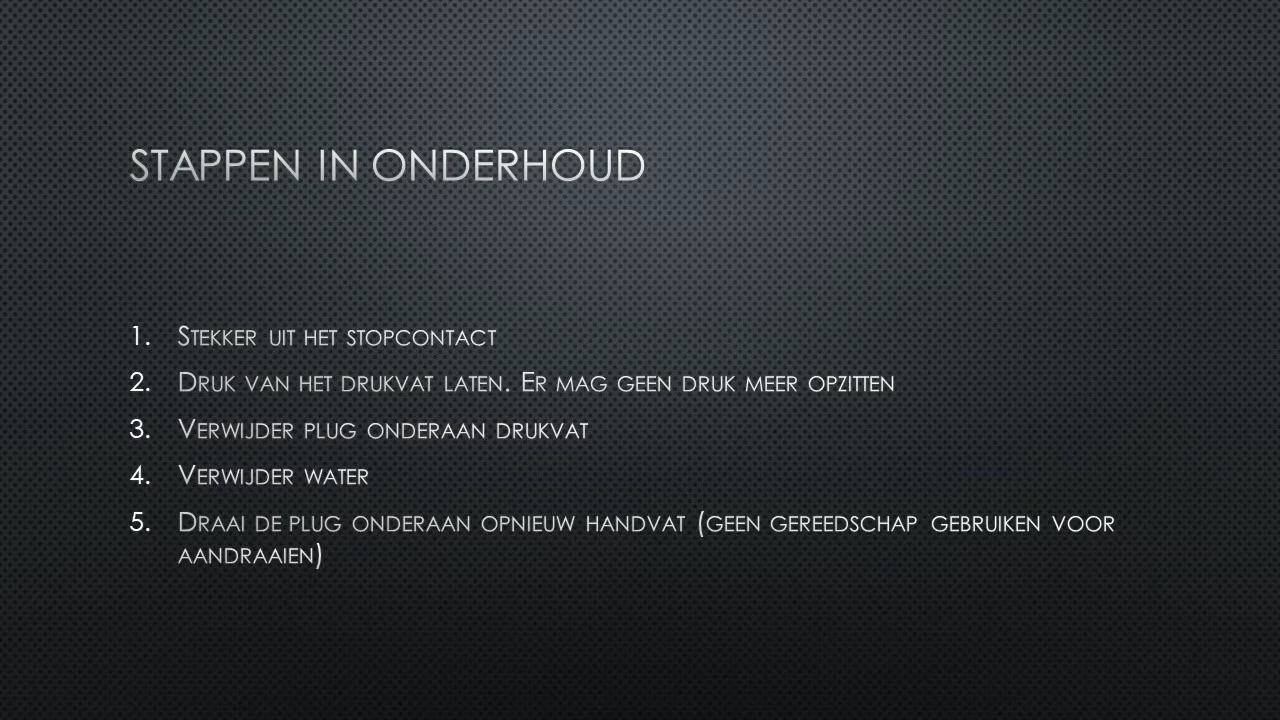 STAPPEN IN ONDERHOUD
1. Stekker uit het stopcontact
2. Druk van het drukvat laten. Er mag geen druk meer opzitten
3. Verwijder plug onderaan drukvat
4. Verwijder water
5. Draai de plug onderaan opnieuw handvat (geen gereedschap gebruiken voor
aandraaien)